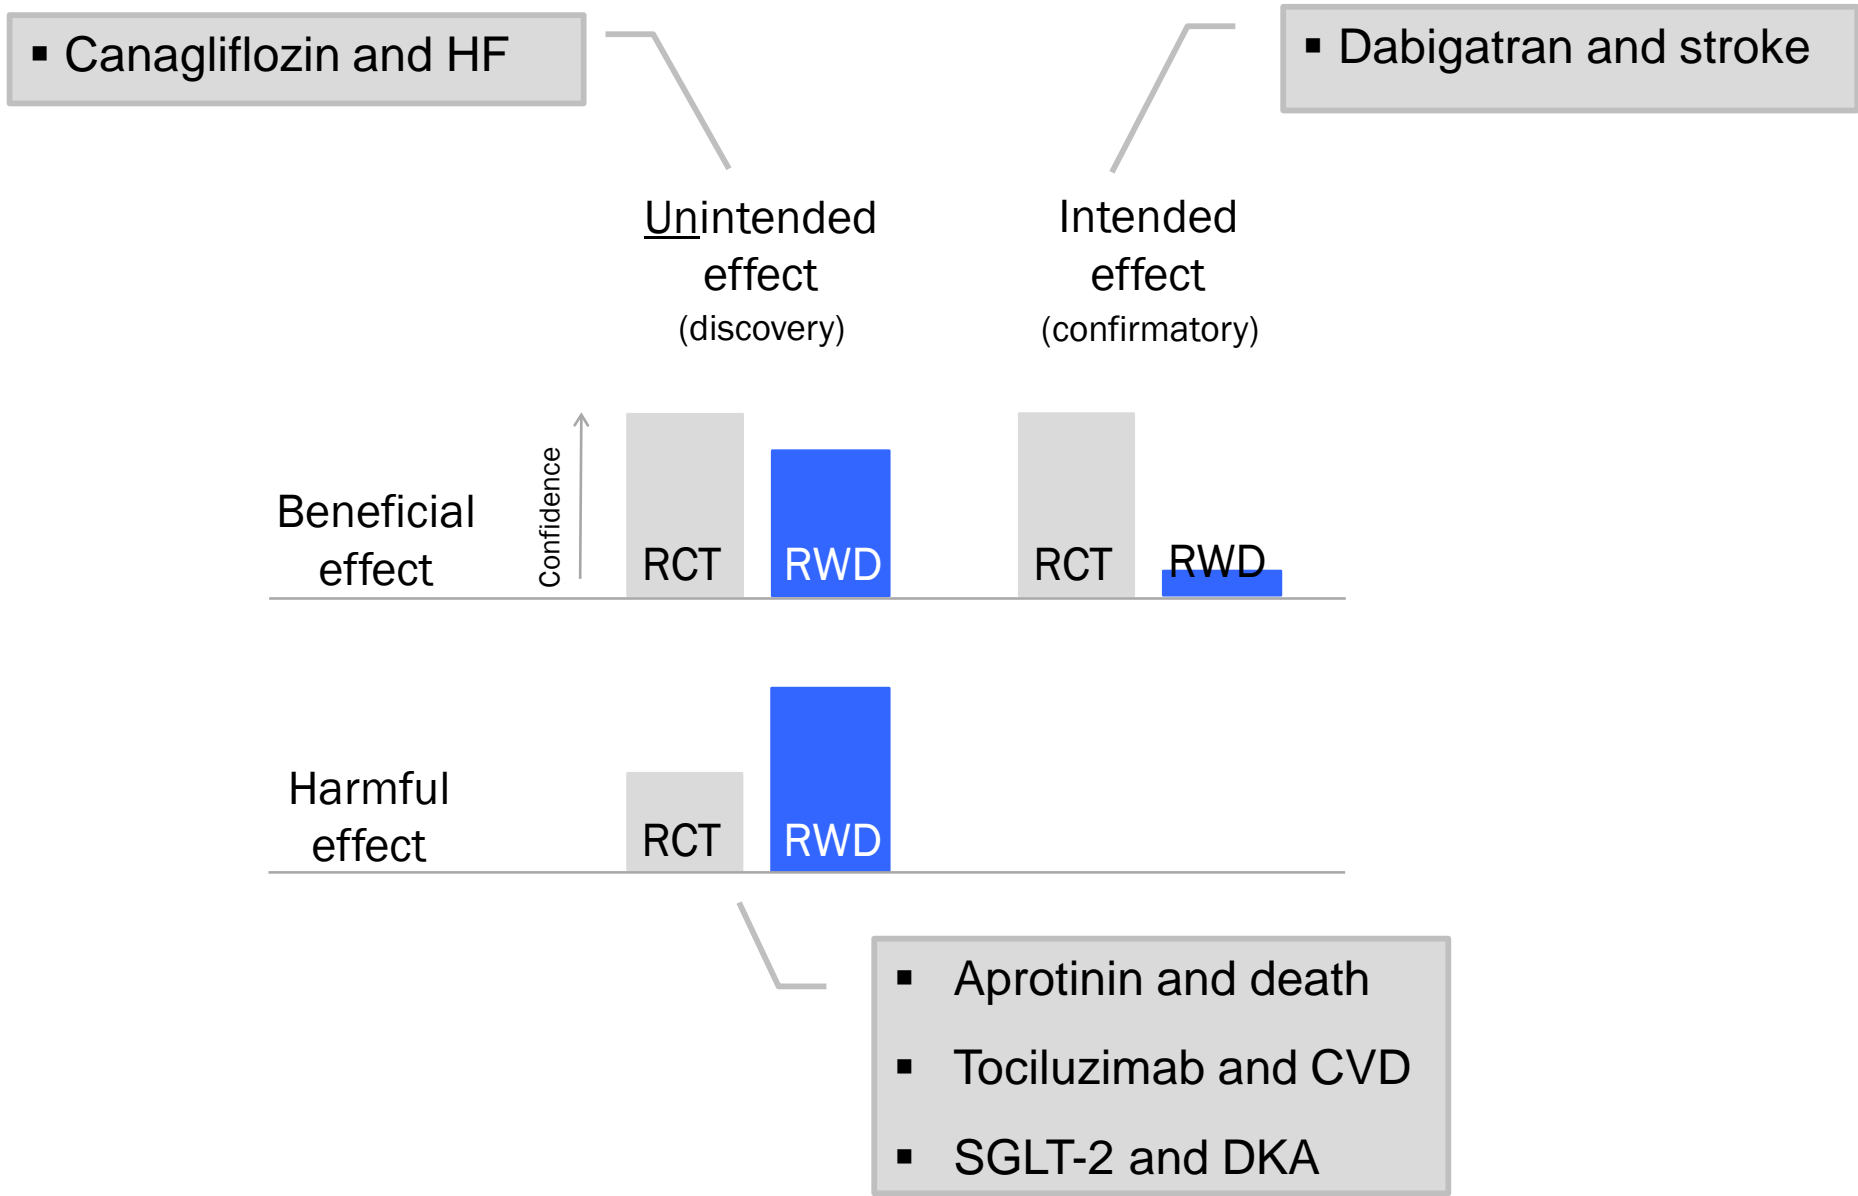 ▪ Canagliflozin and HF
▪ Dabigatran and stroke
Unintended
effect
(discovery)
Intended
effect
(confirmatory)
Beneficial
effect
Confidence
RCT
RWD
RCT
RWD
Harmful
effect
RCT
RWD
▪ Aprotinin and death
▪ Tociluzimab and CVD
▪ SGLT-2 and DKA